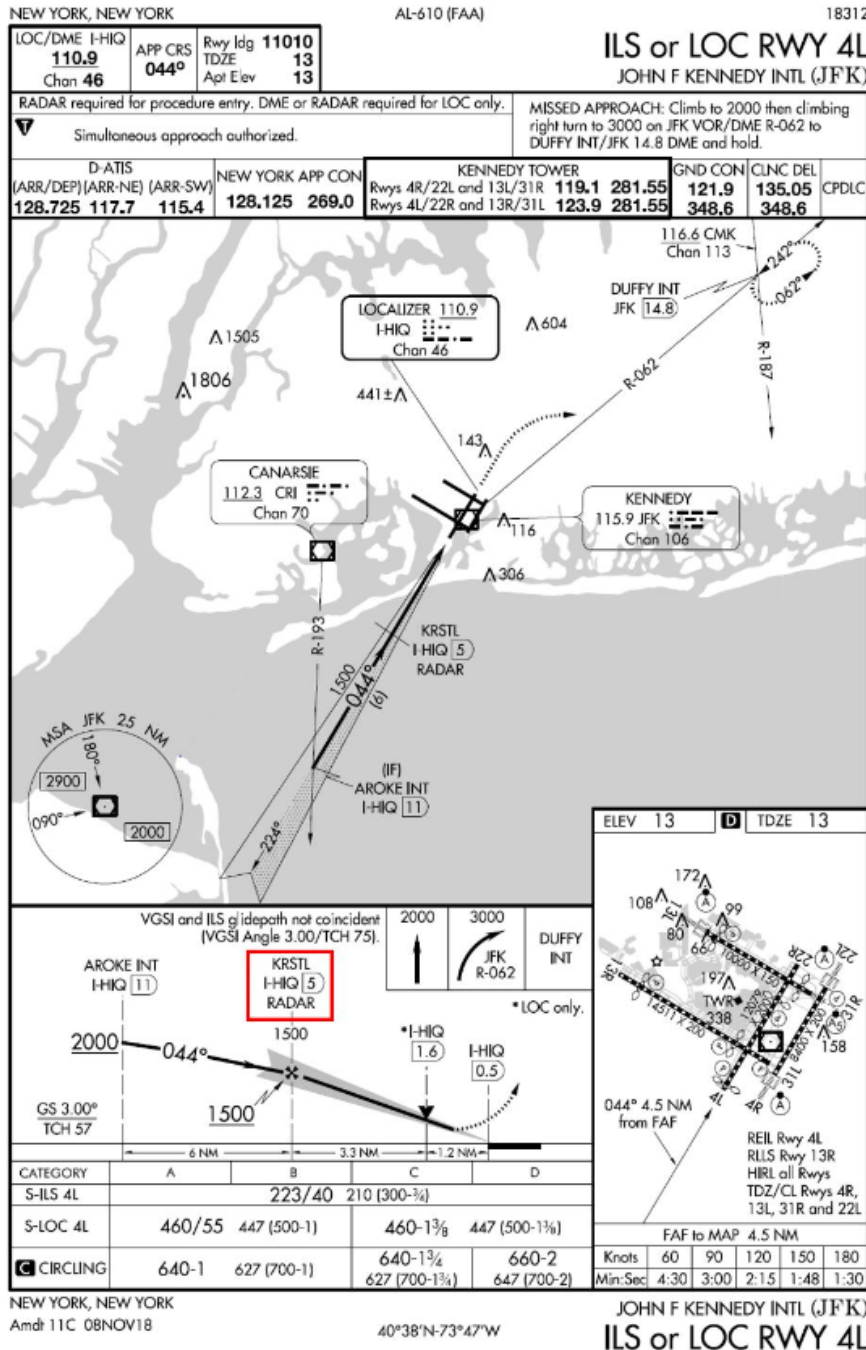 NEW YORK, NEW YORK
AL-610 (FAA)
18312
LOC/DME I-HIQ
110.9
Chan 46
APP CRS
044°
Rwy ldg 11010
TDZE 13
Apt Elev 13
ILS or LOC RWY 4L
JOHN F KENNEDY INTL (JFK)
RADAR required for procedure entry. DME or RADAR required for LOC only.
T
Simultaneous approach authorized.
MISSED APPROACH: Climb to 2000 then climbing
right turn to 3000 on JFK VOR/DME R-062 to
DUFFY INT/JFK 14.8 DME and hold.
D-ATIS
(ARR/DEP)(ARR-NE) (ARR-SW)
128.725 117.7 115.4
NEW YORK APP CON
128.125 269.0
KENNEDY TOWER
Rwys 4R/22L and 13L/31R 119.1 281.55
Rwys 4L/22R and 13R/31L 123.9 281.55
GND CON
121.9
348.6
CLNC DEL
135.05
348.6
CPDLC
116.6 CMK
Chan 113
242°
062°
DUFFY INT
JFK 14.8
LOCALIZER 110.9
I-HIQ
Chan 46
604
1505
1806
441±
R-062
R-187
143
CANARSIE
112.3 CRI
Chan 70
KENNEDY
115.9 JFK
Chan 106
116
306
R-193
KRSTL
I-HIQ 5
RADAR
1500
044°
(6)
(IF)
AROKE INT
I-HIQ 11
224°
MSA JFK 25 NM
180°
2900
090°
2000
ELEV 13
D
TDZE 13
172
108
99
80
66
13L
10000 X 150
22R
22L
13R
197
TWR
338
12079 X 200
14511 X 200
8400 X 200
31R
158
31L
4L
4R
A
A
A
044° 4.5 NM
from FAF
REIL Rwy 4L
RLLS Rwy 13R
HIRL all Rwys
TDZ/CL Rwys 4R,
13L, 31R and 22L
VGSI and ILS glidepath not coincident
(VGSI Angle 3.00/TCH 75).
2000
3000
JFK
R-062
DUFFY
INT
AROKE INT
I-HIQ 11
KRSTL
I-HIQ 5
RADAR
*LOC only.
2000
044°
1500
1500
*I-HIQ
1.6
I-HIQ
0.5
GS 3.00°
TCH 57
6 NM
3.3 NM
1.2 NM
CATEGORY A B C D
S-ILS 4L 223/40 210 (300-¾)
S-LOC 4L 460/55 447 (500-1) 460-1⅜ 447 (500-1⅜)
C CIRCLING 640-1 627 (700-1) 640-1¾ 627 (700-1¾) 660-2 647 (700-2)
FAF to MAP 4.5 NM
Knots 60 90 120 150 180
Min:Sec 4:30 3:00 2:15 1:48 1:30
NEW YORK, NEW YORK
Amdt 11C 08NOV18
40°38'N-73°47'W
JOHN F KENNEDY INTL (JFK)
ILS or LOC RWY 4L